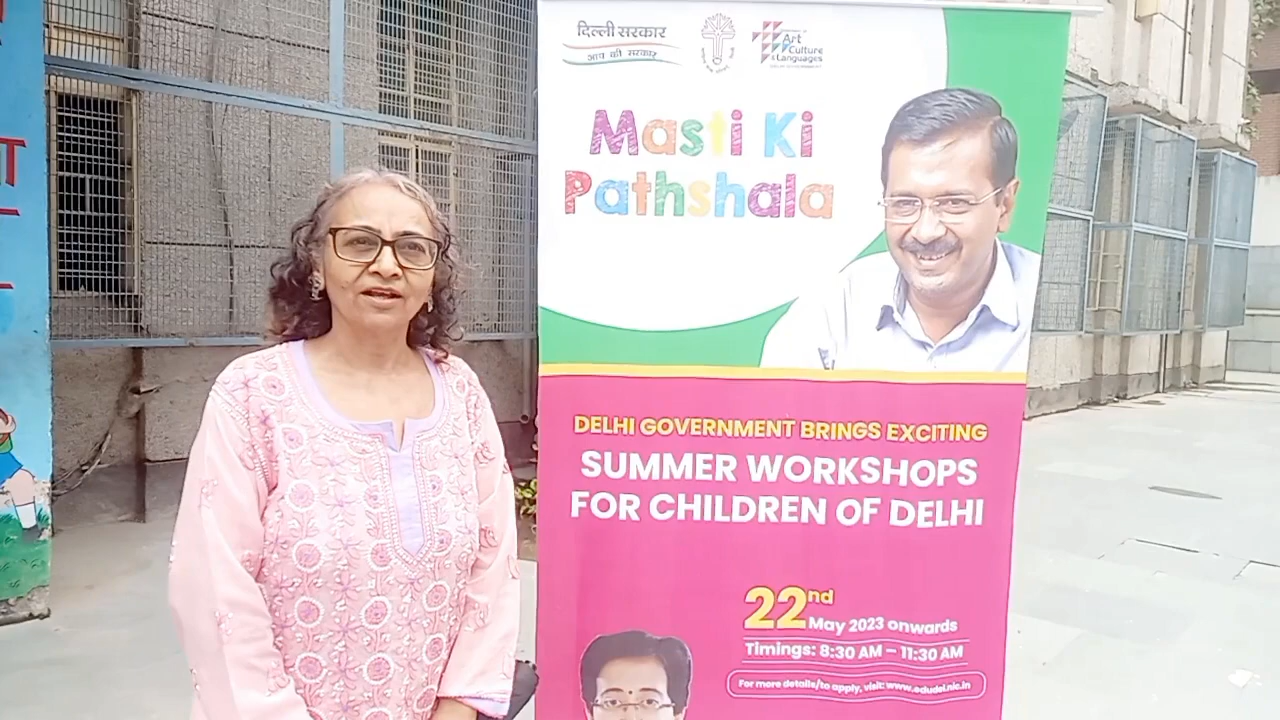 दिल्ली सरकार
आप की सरकार
Art
Culture
& Languages
Masti Ki
Pathshala
DELHI GOVERNMENT BRINGS EXCITING
SUMMER WORKSHOPS
FOR CHILDREN OF DELHI
22nd
May 2023 onwards
Timings: 8:30 AM – 11:30 AM
For more details/to apply, visit: www.edudel.nic.in